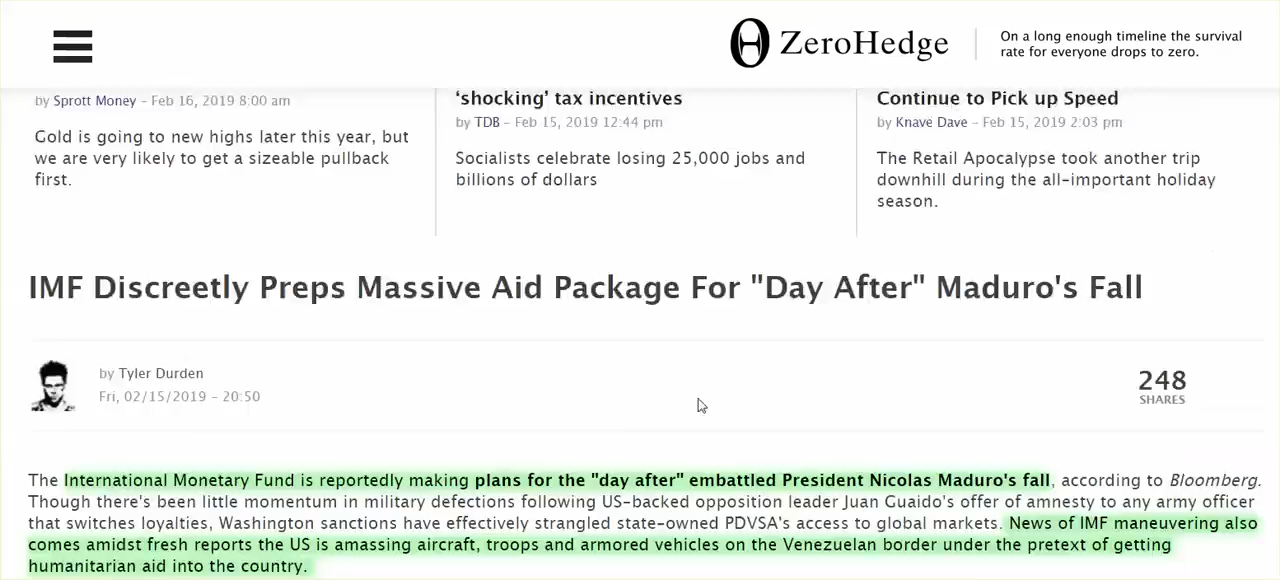 ZeroHedge
On a long enough timeline the survival
rate for everyone drops to zero.
by Sprott Money - Feb 16, 2019 8:00 am
Gold is going to new highs later this year, but
we are very likely to get a sizeable pullback
first.
‘shocking’ tax incentives
by TDB - Feb 15, 2019 12:44 pm
Socialists celebrate losing 25,000 jobs and
billions of dollars
Continue to Pick up Speed
by Knave Dave - Feb 15, 2019 2:03 pm
The Retail Apocalypse took another trip
downhill during the all-important holiday
season.
IMF Discreetly Preps Massive Aid Package For "Day After" Maduro's Fall
by Tyler Durden
Fri, 02/15/2019 - 20:50
248
SHARES
The International Monetary Fund is reportedly making plans for the "day after" embattled President Nicolas Maduro's fall, according to Bloomberg.
Though there's been little momentum in military defections following US-backed opposition leader Juan Guaido's offer of amnesty to any army officer
that switches loyalties, Washington sanctions have effectively strangled state-owned PDVSA's access to global markets. News of IMF maneuvering also
comes amidst fresh reports the US is amassing aircraft, troops and armored vehicles on the Venezuelan border under the pretext of getting
humanitarian aid into the country.